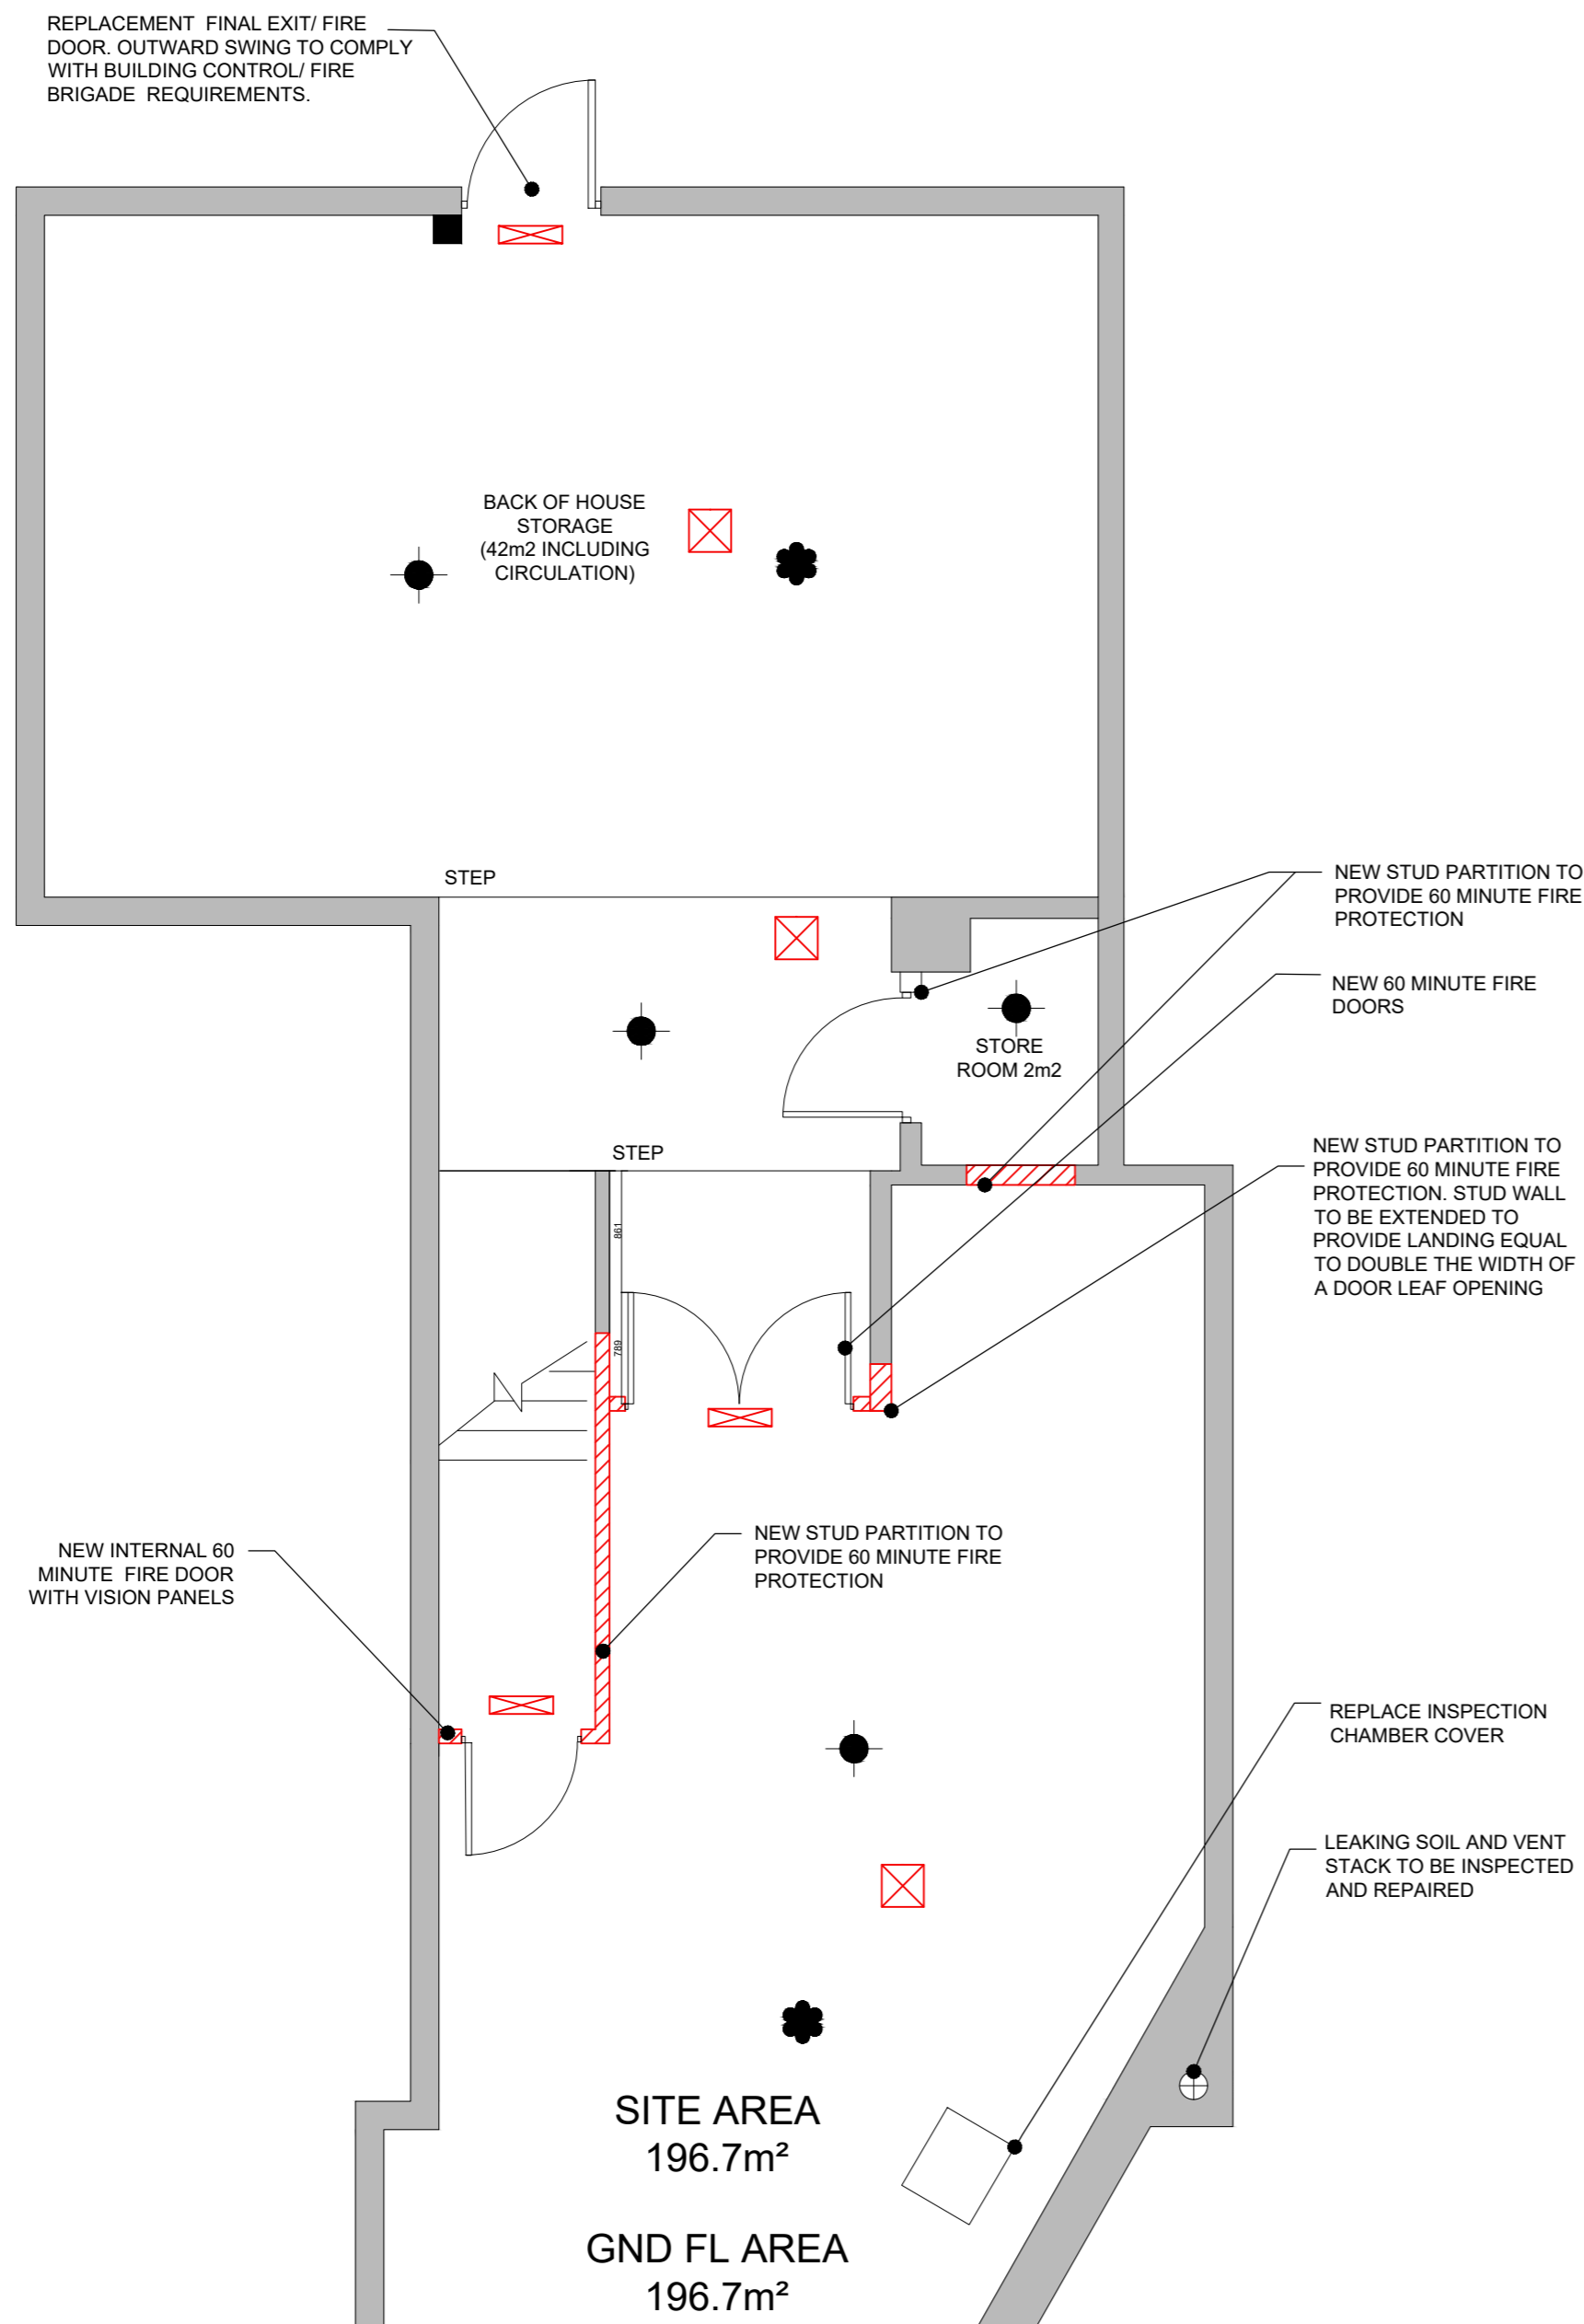 REPLACEMENT FINAL EXIT/ FIRE
DOOR. OUTWARD SWING TO COMPLY
WITH BUILDING CONTROL/ FIRE
BRIGADE REQUIREMENTS.
BACK OF HOUSE
STORAGE
(42m2 INCLUDING
CIRCULATION)
STEP
NEW STUD PARTITION TO
PROVIDE 60 MINUTE FIRE
PROTECTION
NEW 60 MINUTE FIRE
DOORS
STORE
ROOM 2m2
STEP
NEW STUD PARTITION TO
PROVIDE 60 MINUTE FIRE
PROTECTION. STUD WALL
TO BE EXTENDED TO
PROVIDE LANDING EQUAL
TO DOUBLE THE WIDTH OF
A DOOR LEAF OPENING
861
789
NEW INTERNAL 60
MINUTE FIRE DOOR
WITH VISION PANELS
NEW STUD PARTITION TO
PROVIDE 60 MINUTE FIRE
PROTECTION
REPLACE INSPECTION
CHAMBER COVER
LEAKING SOIL AND VENT
STACK TO BE INSPECTED
AND REPAIRED
SITE AREA
196.7m²
GND FL AREA
196.7m²